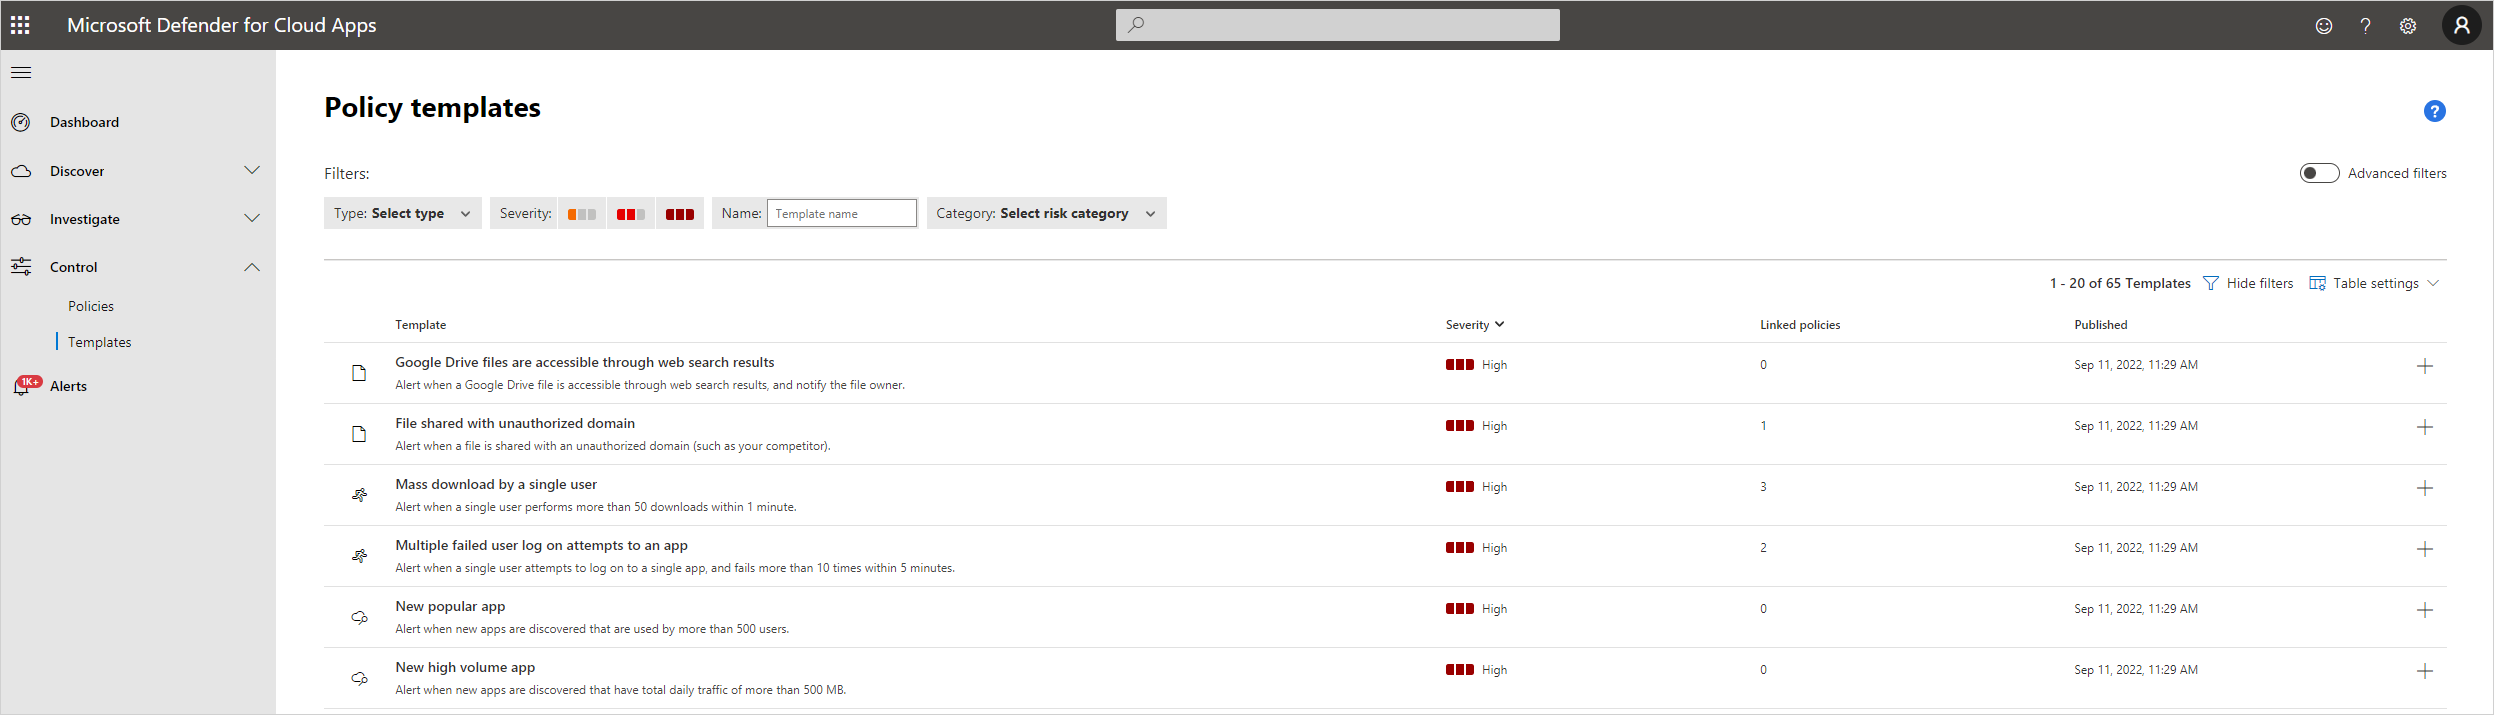 Microsoft Defender for Cloud Apps
Dashboard
Discover
Investigate
Control
Policies
Templates
1K+
Alerts
Policy templates
?
Filters:
Advanced filters
Type: Select type
Severity:
Name: Template name
Category: Select risk category
1 - 20 of 65 Templates Hide filters Table settings
Template Severity Linked policies Published
Google Drive files are accessible through web search results
Alert when a Google Drive file is accessible through web search results, and notify the file owner.
High 0 Sep 11, 2022, 11:29 AM
File shared with unauthorized domain
Alert when a file is shared with an unauthorized domain (such as your competitor).
High 1 Sep 11, 2022, 11:29 AM
Mass download by a single user
Alert when a single user performs more than 50 downloads within 1 minute.
High 3 Sep 11, 2022, 11:29 AM
Multiple failed user log on attempts to an app
Alert when a single user attempts to log on to a single app, and fails more than 10 times within 5 minutes.
High 2 Sep 11, 2022, 11:29 AM
New popular app
Alert when new apps are discovered that are used by more than 500 users.
High 0 Sep 11, 2022, 11:29 AM
New high volume app
Alert when new apps are discovered that have total daily traffic of more than 500 MB.
High 0 Sep 11, 2022, 11:29 AM